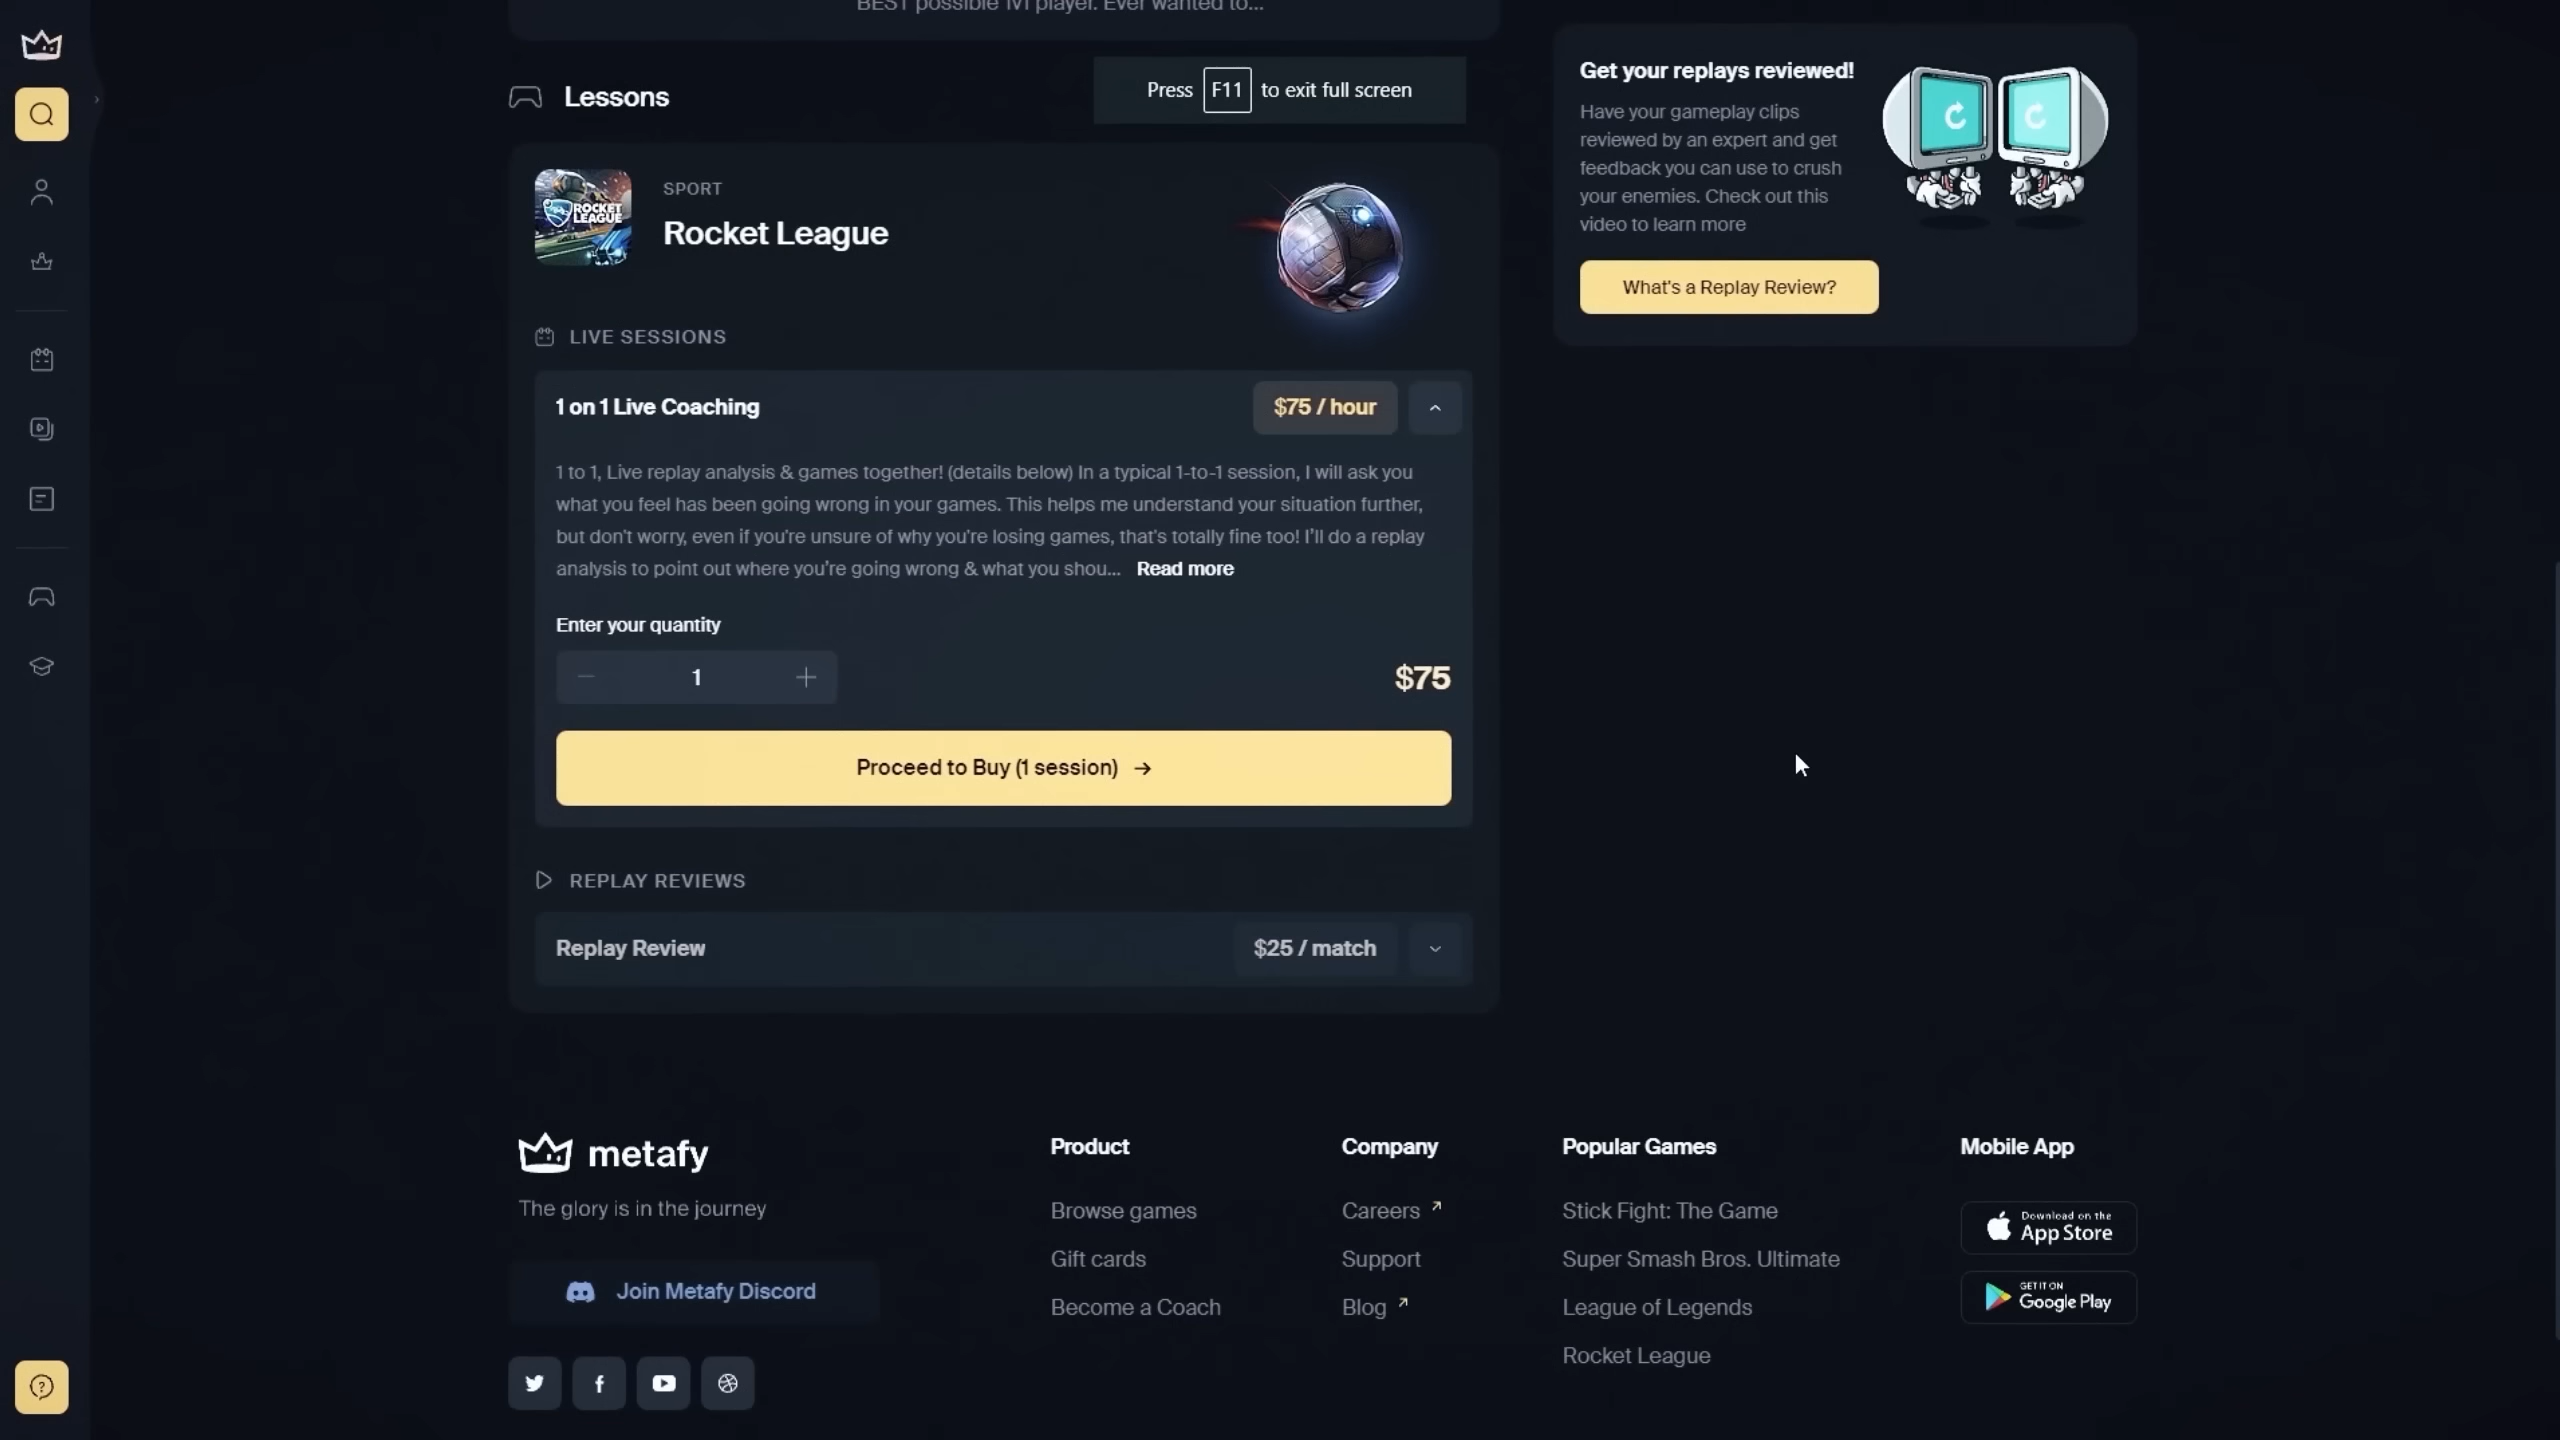 BEST possible 1v1 player. Ever wanted to...
Lessons
Press F11 to exit full screen
ROCKET
LEAGUE
SPORT
Rocket League
LIVE SESSIONS
1 on 1 Live Coaching
$75 / hour
1 to 1, Live replay analysis & games together! (details below) In a typical 1-to-1 session, I will ask you
what you feel has been going wrong in your games. This helps me understand your situation further,
but don't worry, even if you're unsure of why you're losing games, that's totally fine too! I'll do a replay
analysis to point out where you're going wrong & what you shou... Read more
Enter your quantity
1
$75
Proceed to Buy (1 session) →
REPLAY REVIEWS
Replay Review
$25 / match
Get your replays reviewed!
Have your gameplay clips
reviewed by an expert and get
feedback you can use to crush
your enemies. Check out this
video to learn more
What's a Replay Review?
metafy
The glory is in the journey
Join Metafy Discord
Product
Browse games
Gift cards
Become a Coach
Company
Careers
Support
Blog
Popular Games
Stick Fight: The Game
Super Smash Bros. Ultimate
League of Legends
Rocket League
Mobile App
Download on the
App Store
GET IT ON
Google Play